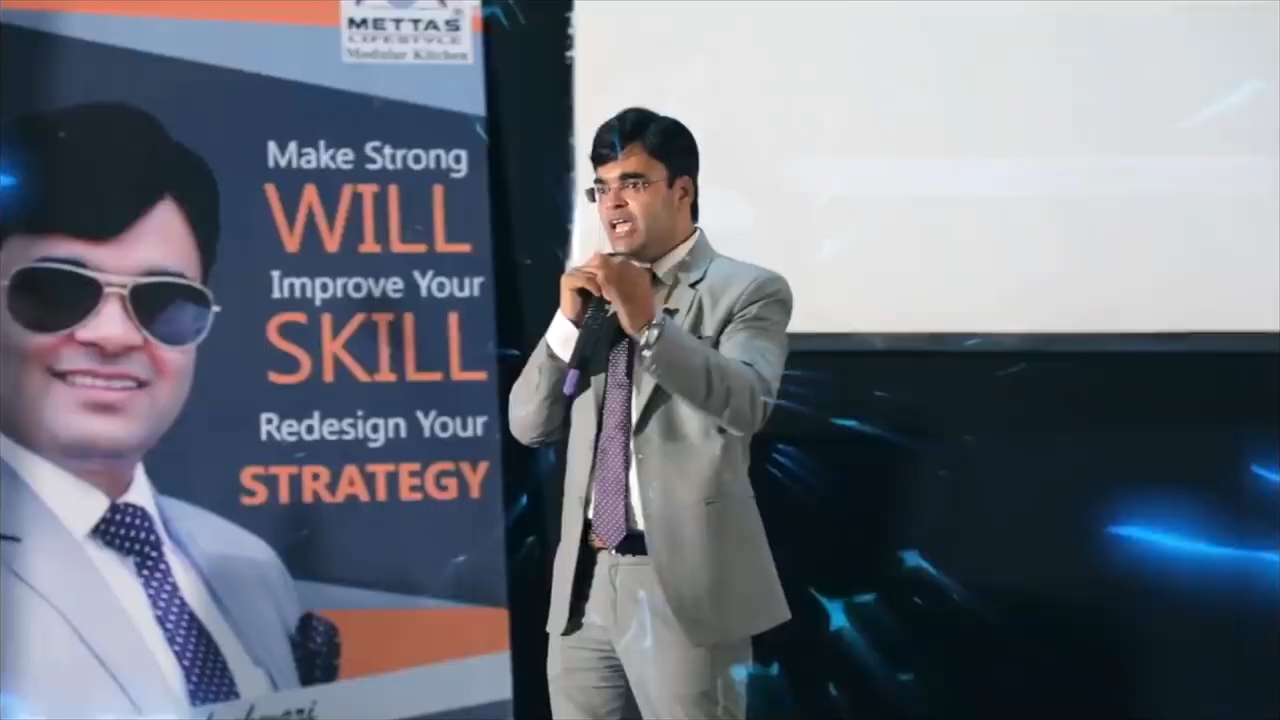 METTAS
LIFESTYLE
Modular Kitchen
Make Strong
WILL
Improve Your
SKILL
Redesign Your
STRATEGY